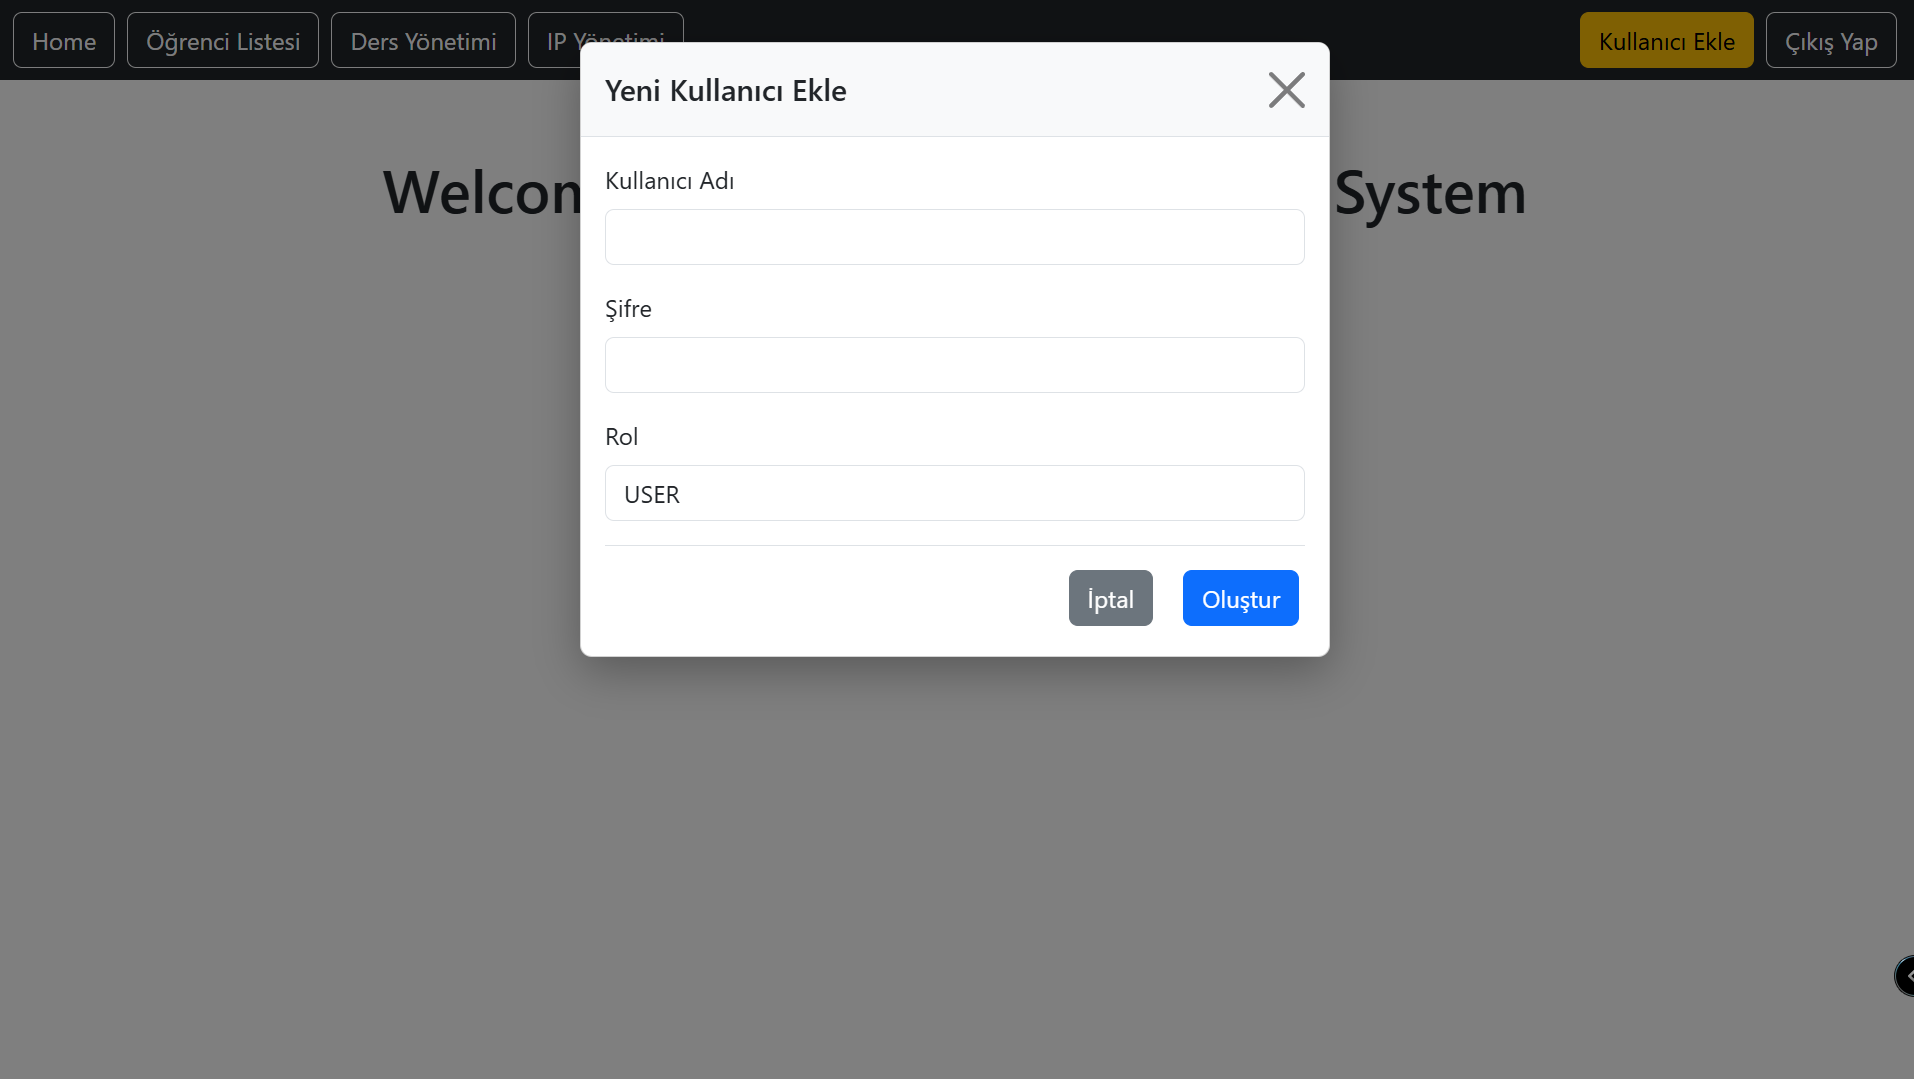 Home Öğrenci Listesi Ders Yönetimi IP Yönetimi Kullanıcı Ekle Çıkış Yap
Yeni Kullanıcı Ekle
System
Kullanıcı Adı
Şifre
Rol
USER
İptal Oluştur